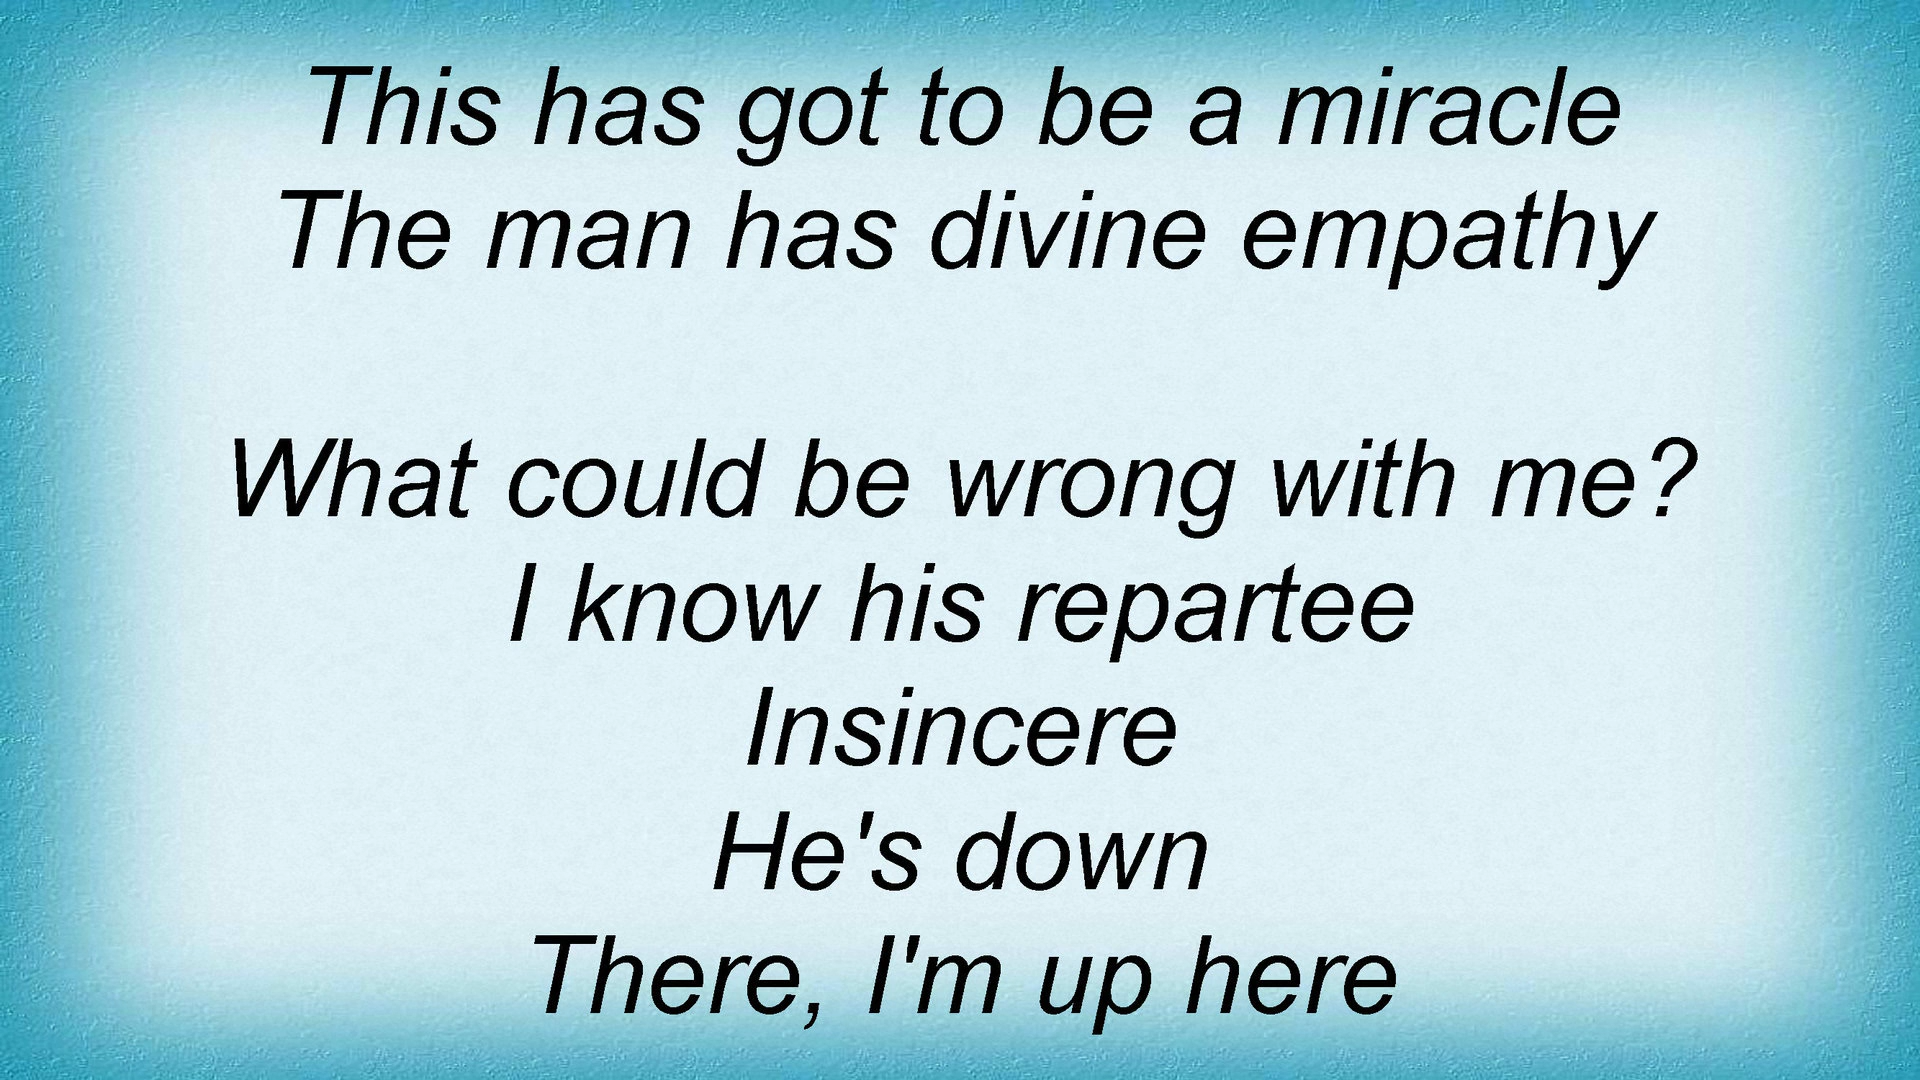 This has got to be a miracle
The man has divine empathy
What could be wrong with me?
I know his repartee
Insincere
He's down
There, I'm up here